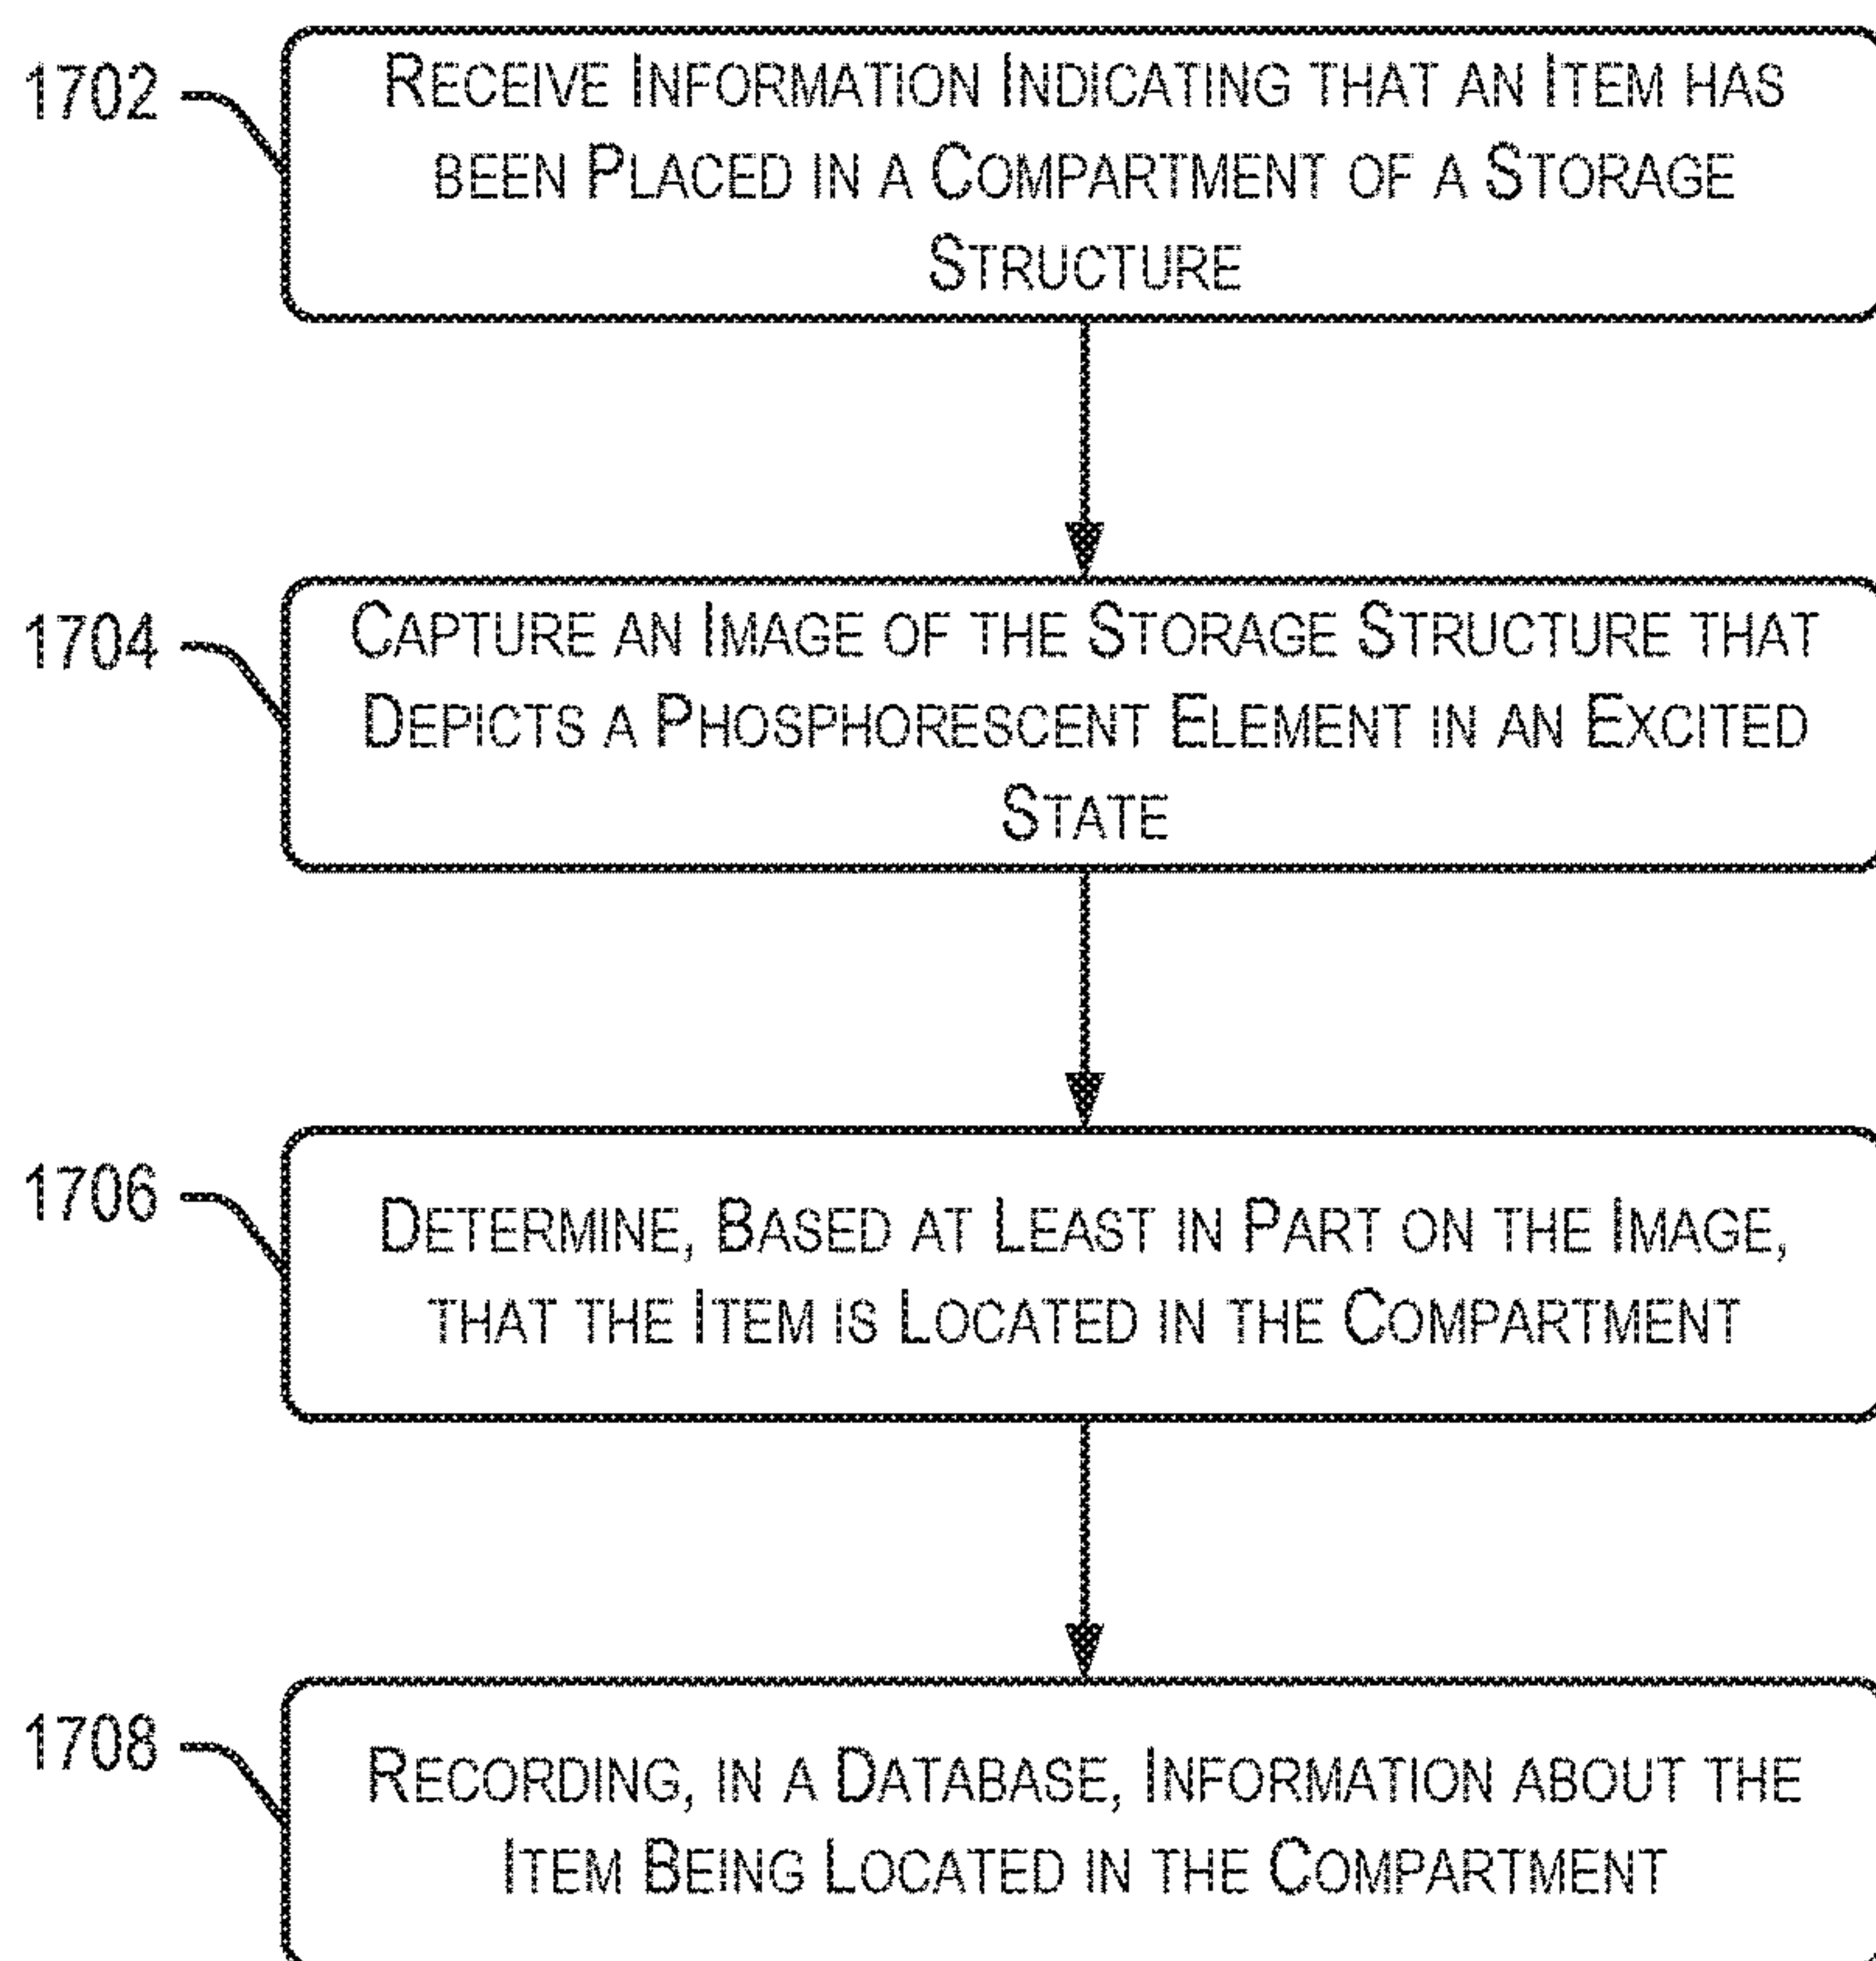 1702
RECEIVE INFORMATION INDICATING THAT AN ITEM HAS
BEEN PLACED IN A COMPARTMENT OF A STORAGE
STRUCTURE
1704
CAPTURE AN IMAGE OF THE STORAGE STRUCTURE THAT
DEPICTS A PHOSPHORESCENT ELEMENT IN AN EXCITED
STATE
1706
DETERMINE, BASED AT LEAST IN PART ON THE IMAGE,
THAT THE ITEM IS LOCATED IN THE COMPARTMENT
1708
RECORDING, IN A DATABASE, INFORMATION ABOUT THE
ITEM BEING LOCATED IN THE COMPARTMENT